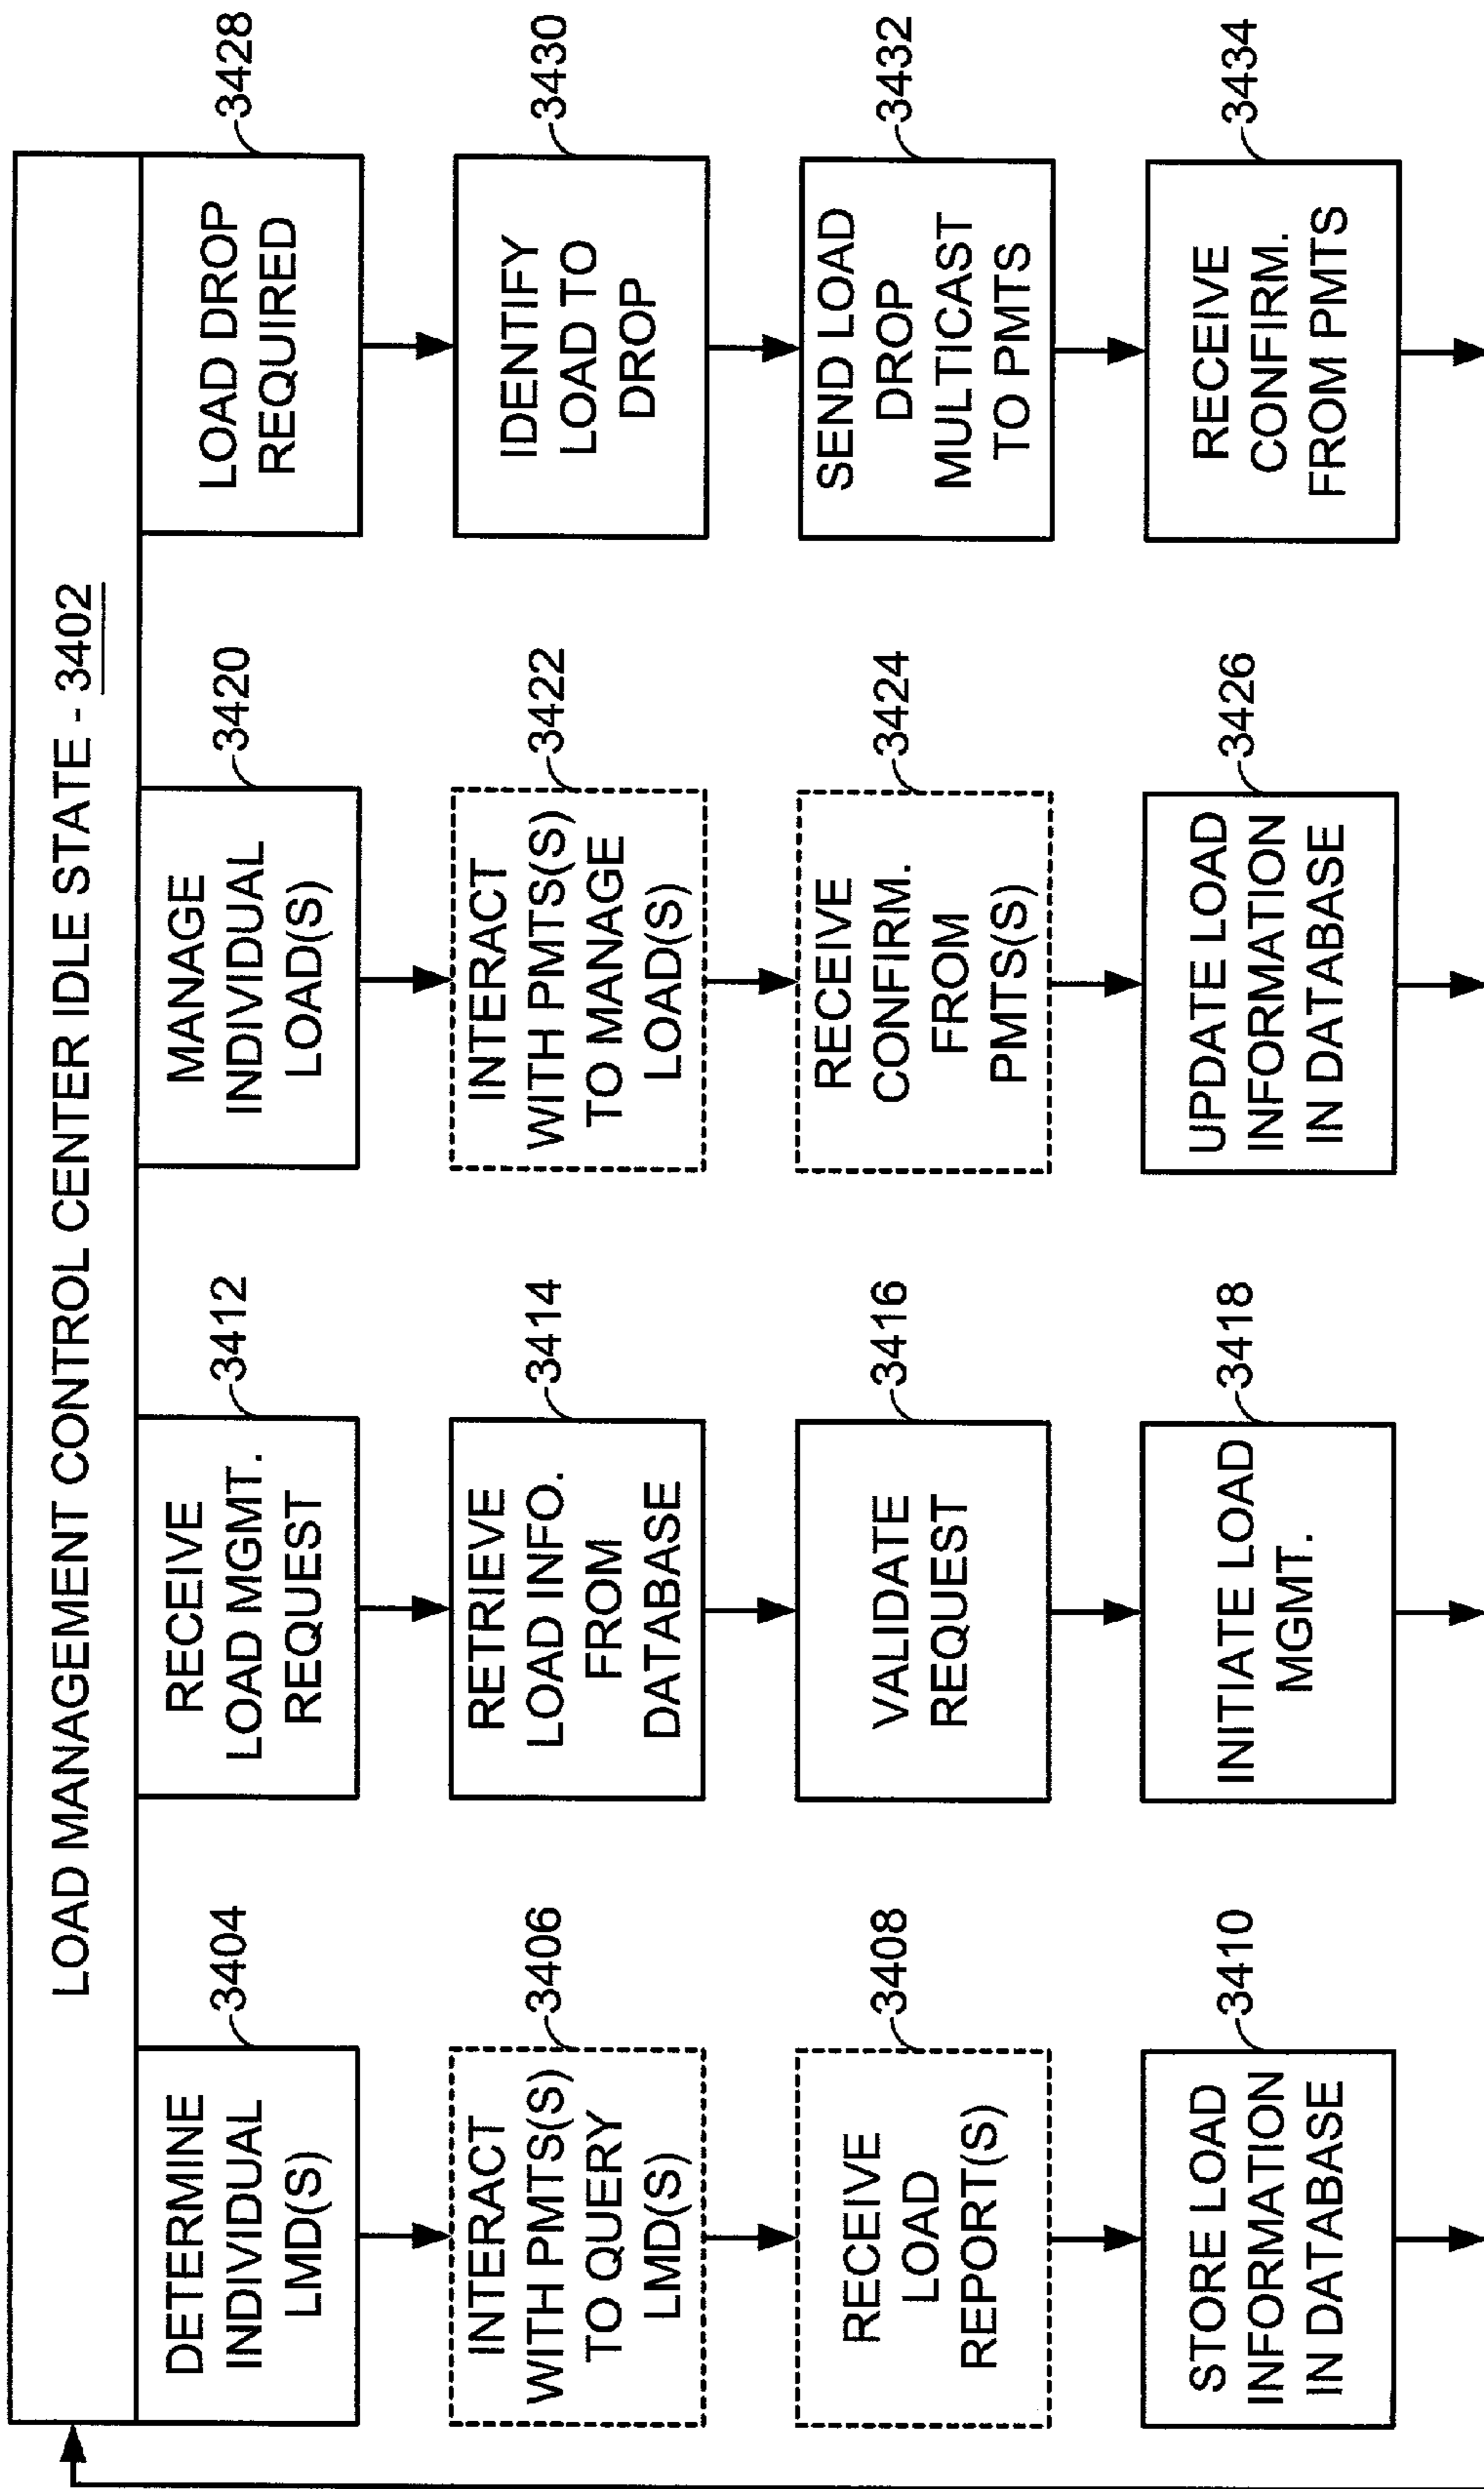 LOAD MANAGEMENT CONTROL CENTER IDLE STATE - 3402
DETERMINE
INDIVIDUAL
LMD(S)
3404
INTERACT
WITH PMTS(S)
TO QUERY
LMD(S)
3406
RECEIVE
LOAD
REPORT(S)
3408
STORE LOAD
INFORMATION
IN DATABASE
3410
RECEIVE
LOAD MGMT.
REQUEST
3412
RETRIEVE
LOAD INFO.
FROM
DATABASE
3414
VALIDATE
REQUEST
3416
INITIATE LOAD
MGMT.
3418
MANAGE
INDIVIDUAL
LOAD(S)
3420
INTERACT
WITH PMTS(S)
TO MANAGE
LOAD(S)
3422
RECEIVE
CONFIRM.
FROM
PMTS(S)
3424
UPDATE LOAD
INFORMATION
IN DATABASE
3426
LOAD DROP
REQUIRED
3428
IDENTIFY
LOAD TO
DROP
3430
SEND LOAD
DROP
MULTICAST
TO PMTS
3432
RECEIVE
CONFIRM.
FROM PMTS
3434